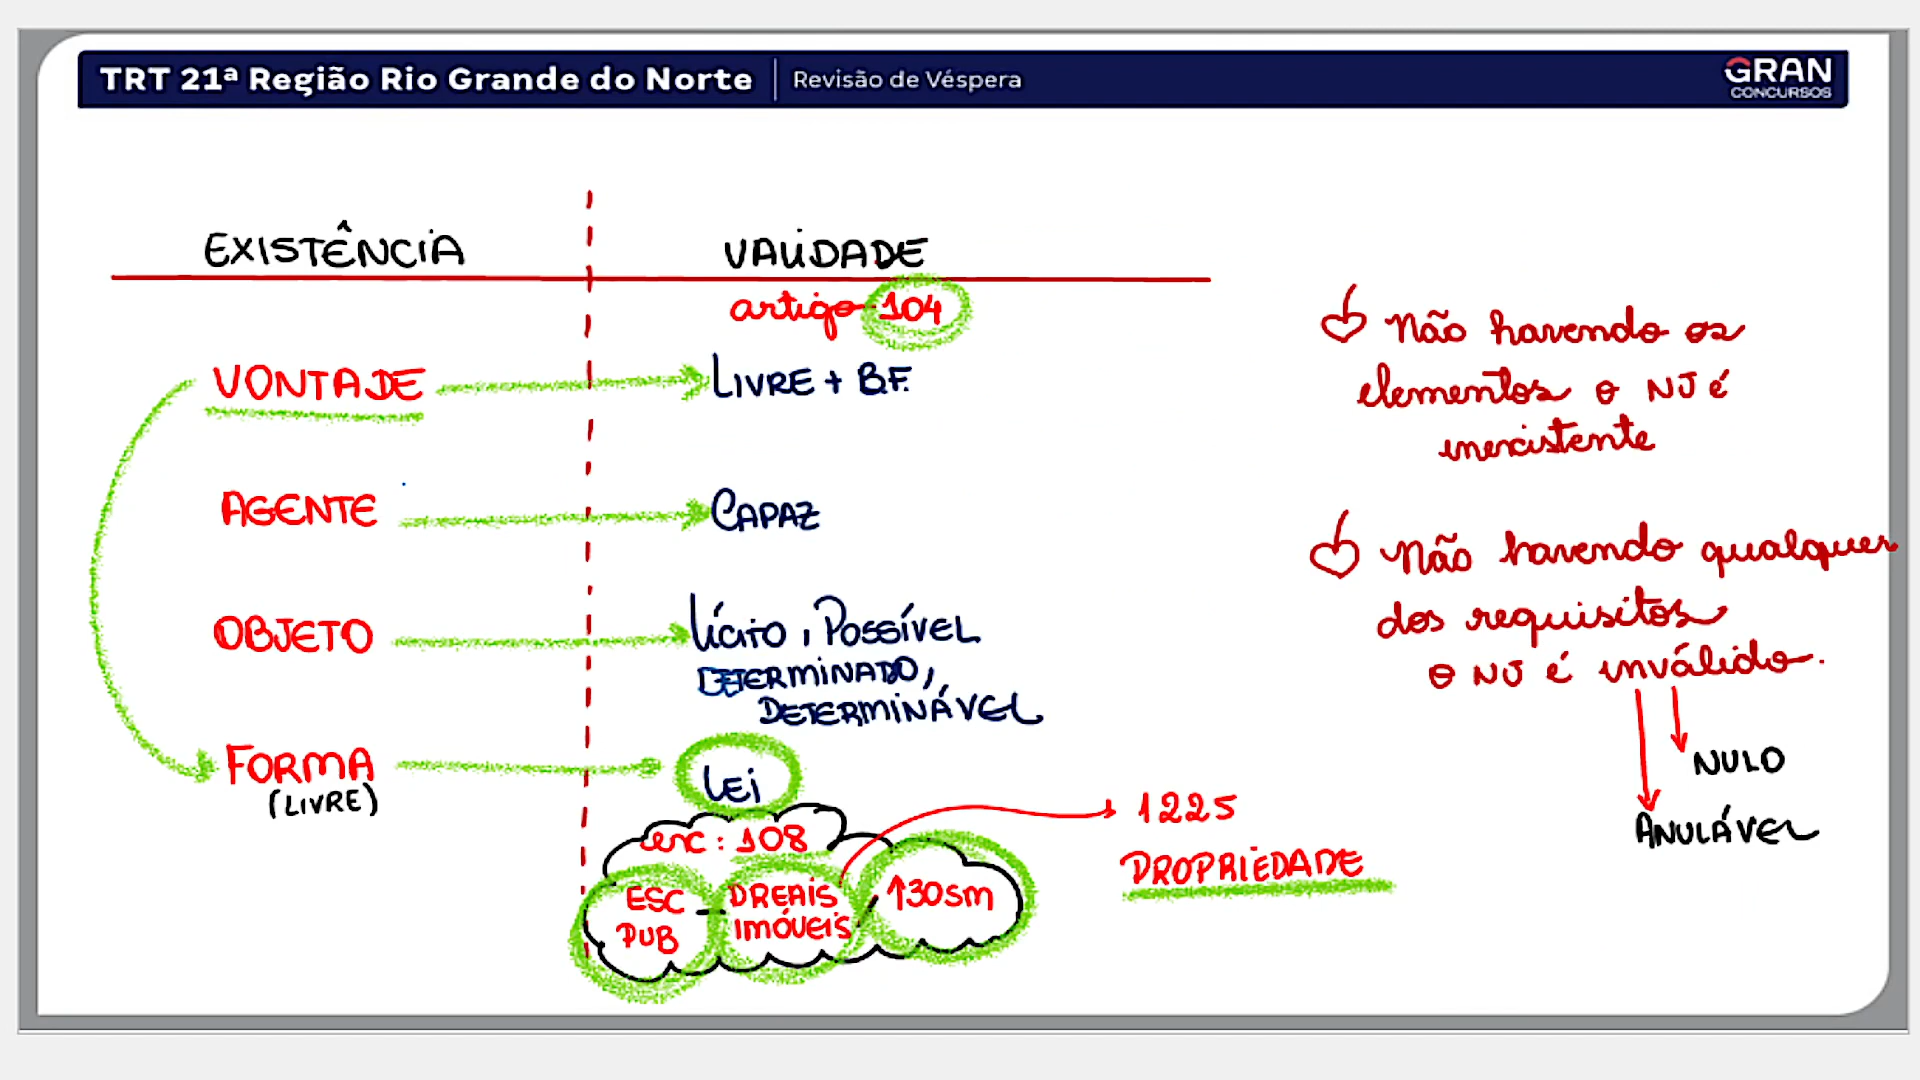 TRT 21ª Região Rio Grande do Norte | Revisão de Véspera
GRAN
CONCURSOS
EXISTÊNCIA
VALIDADE
artigo 104
VONTADE
LIVRE + BF.
AGENTE
CAPAZ
OBJETO
LÍCITO, POSSÍVEL
DETERMINADO,
DETERMINÁVEL
FORMA
(LIVRE)
LEI
exc: 108
ESC
PUB
DREAIS
IMÓVEIS
↑30SM
1225
PROPRIEDADE
Não havendo os
elementos o NJ é
inexistente
Não havendo qualquer
dos requisitos
o NJ é inválido.
NULO
ANULÁVEL